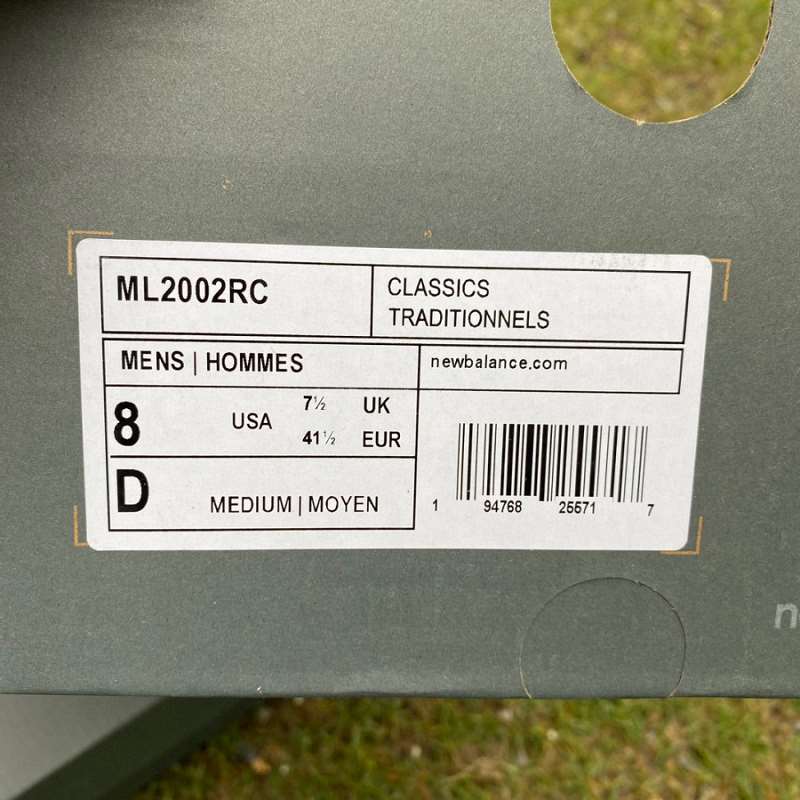 ML2002RC
CLASSICS
TRADITIONNELS
MENS | HOMMES
newbalance.com
8 USA 7½ UK
41½ EUR
D MEDIUM | MOYEN
1 94768 25571 7
n